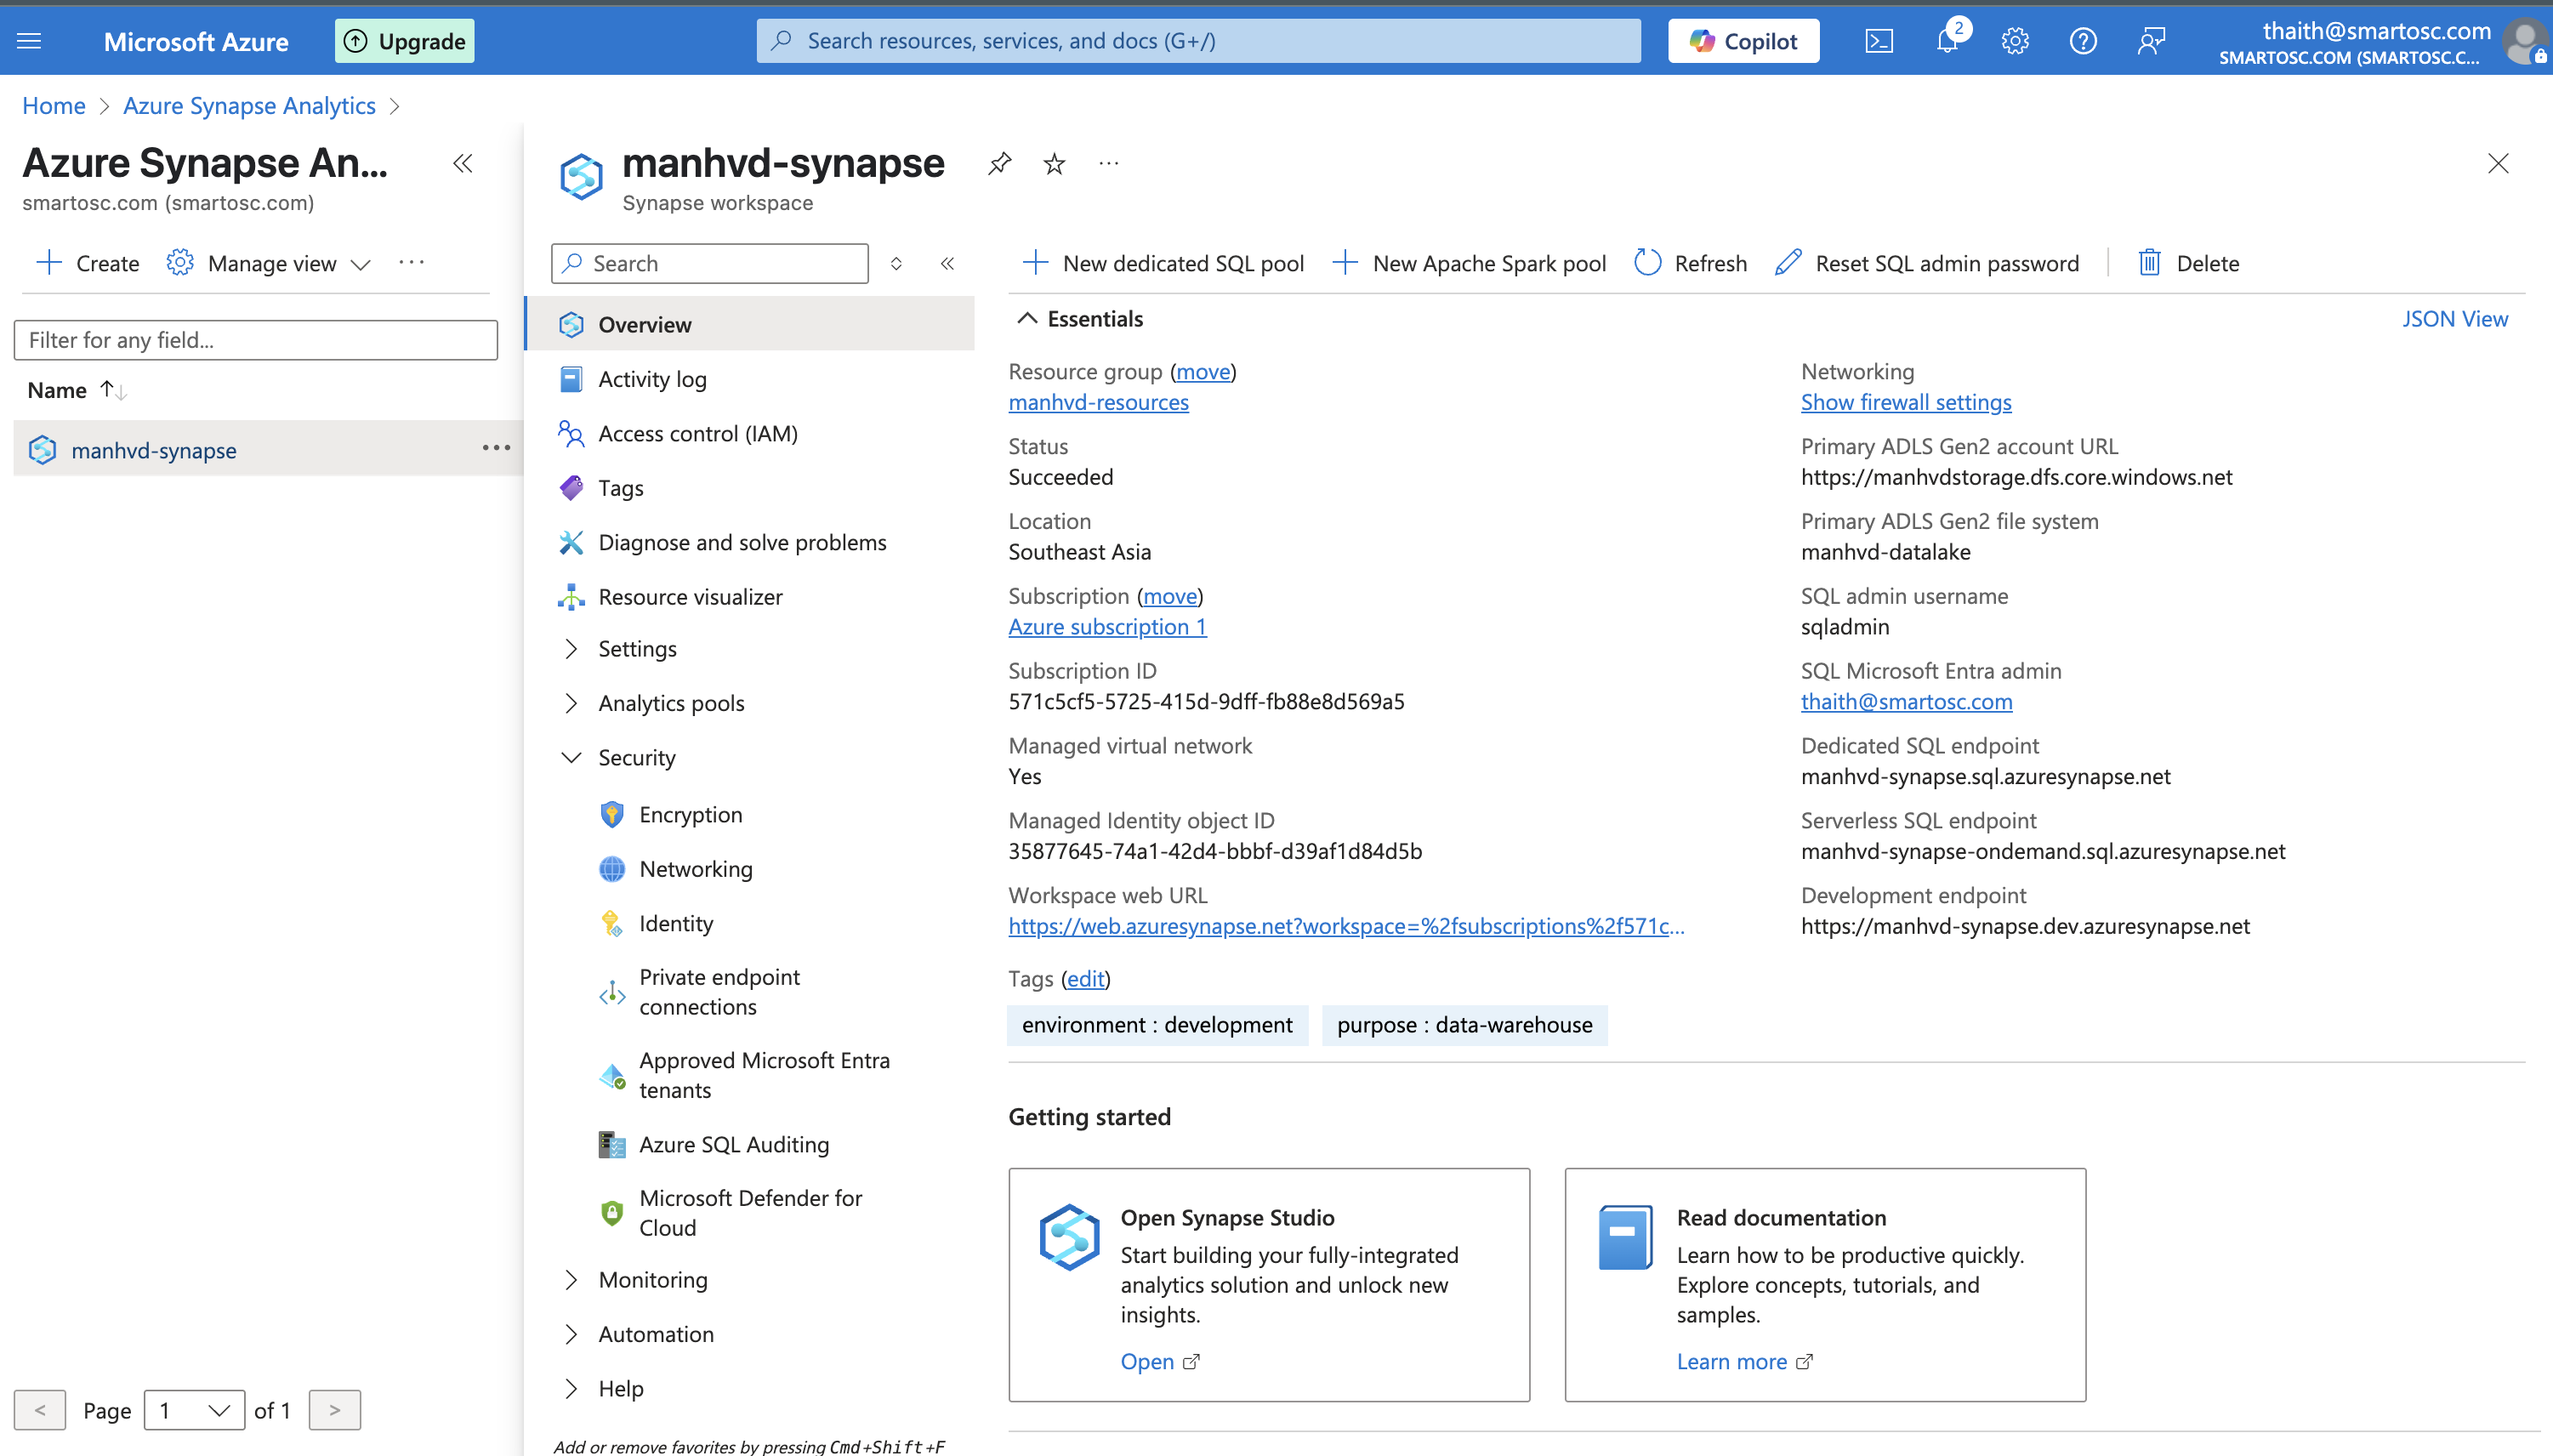 Microsoft Azure
Upgrade
Search resources, services, and docs (G+/)
Copilot
2
thaith@smartosc.com
SMARTOSC.COM (SMARTOSC.C...
Home > Azure Synapse Analytics >
Azure Synapse An...
smartosc.com (smartosc.com)
Create
Manage view
Filter for any field...
Name
manhvd-synapse
< Page 1 of 1 >
manhvd-synapse
Synapse workspace
Search
Overview
Activity log
Access control (IAM)
Tags
Diagnose and solve problems
Resource visualizer
Settings
Analytics pools
Security
Encryption
Networking
Identity
Private endpoint
connections
Approved Microsoft Entra
tenants
Azure SQL Auditing
Microsoft Defender for
Cloud
Monitoring
Automation
Help
Add or remove favorites by pressing Cmd+Shift+F
New dedicated SQL pool
New Apache Spark pool
Refresh
Reset SQL admin password
Delete
Essentials
JSON View
Resource group (move)
manhvd-resources
Status
Succeeded
Location
Southeast Asia
Subscription (move)
Azure subscription 1
Subscription ID
571c5cf5-5725-415d-9dff-fb88e8d569a5
Managed virtual network
Yes
Managed Identity object ID
35877645-74a1-42d4-bbbf-d39af1d84d5b
Workspace web URL
https://web.azuresynapse.net?workspace=%2fsubscriptions%2f571c...
Networking
Show firewall settings
Primary ADLS Gen2 account URL
https://manhvdstorage.dfs.core.windows.net
Primary ADLS Gen2 file system
manhvd-datalake
SQL admin username
sqladmin
SQL Microsoft Entra admin
thaith@smartosc.com
Dedicated SQL endpoint
manhvd-synapse.sql.azuresynapse.net
Serverless SQL endpoint
manhvd-synapse-ondemand.sql.azuresynapse.net
Development endpoint
https://manhvd-synapse.dev.azuresynapse.net
Tags (edit)
environment : development
purpose : data-warehouse
Getting started
Open Synapse Studio
Start building your fully-integrated
analytics solution and unlock new
insights.
Open
Read documentation
Learn how to be productive quickly.
Explore concepts, tutorials, and
samples.
Learn more